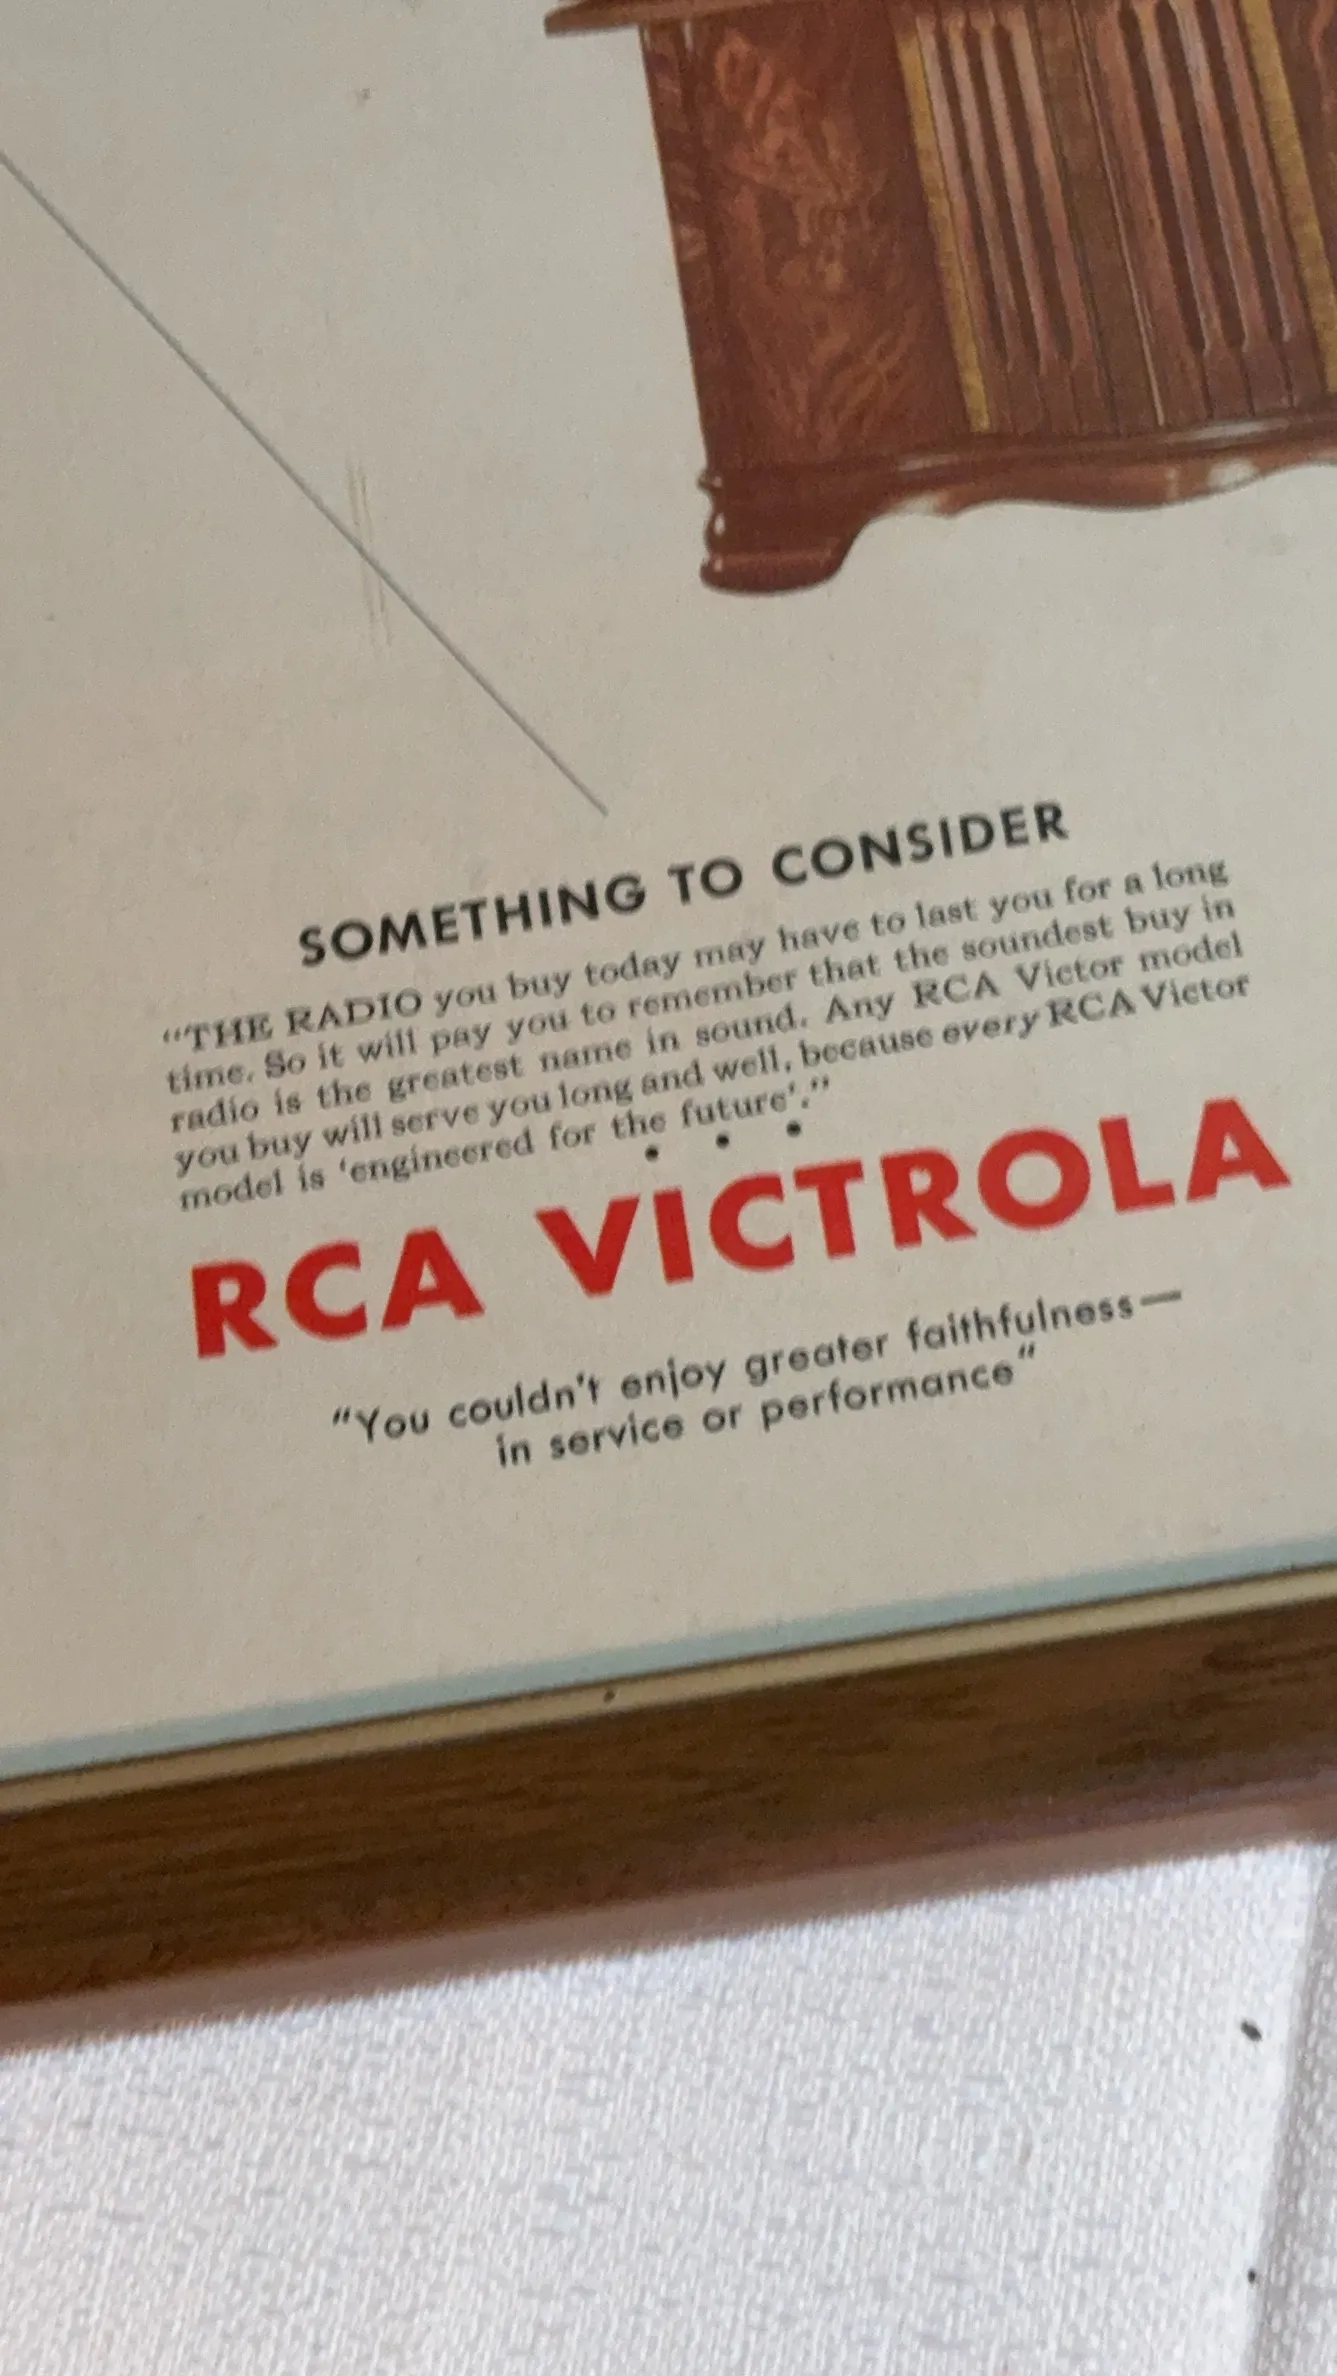 SOMETHING TO CONSIDER
“THE RADIO you buy today may have to last you for a long
time. So it will pay you to remember that the soundest buy in
radio is the greatest name in sound. Any RCA Victor model
you buy will serve you long and well, because every RCA Victor
model is ‘engineered for the future’.”
• • •
RCA VICTROLA
“You couldn't enjoy greater faithfulness—
in service or performance”